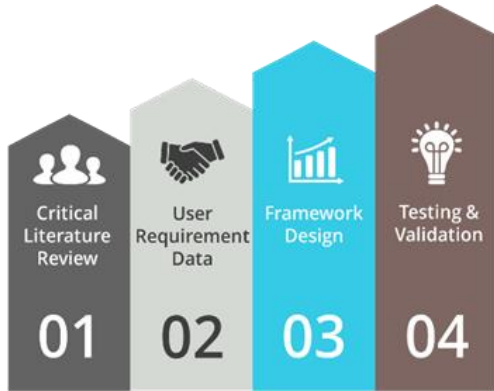 Critical
Literature
Review
01
User
Requirement
Data
02
Framework
Design
03
Testing &
Validation
04